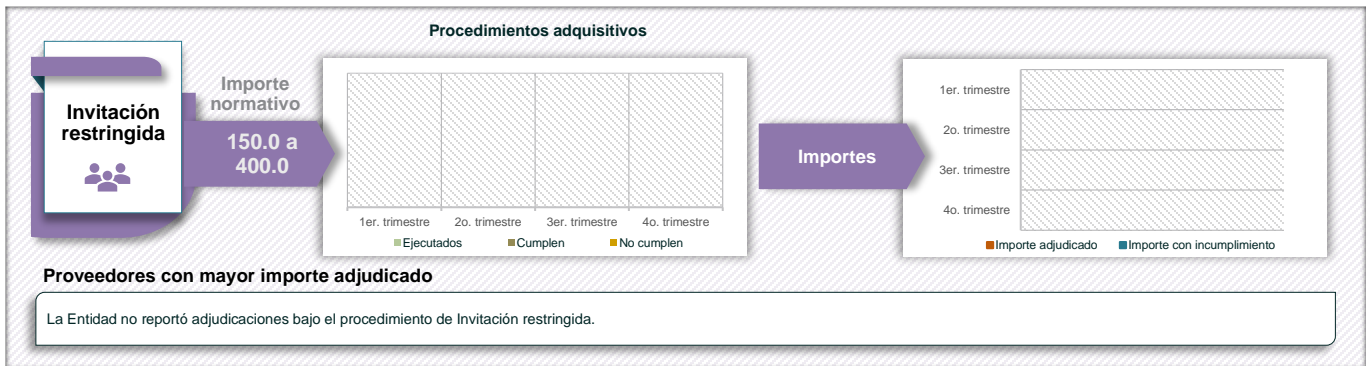 Procedimientos adquisitivos
Invitación
restringida
Importe
normativo
150.0 a
400.0
1er. trimestre
2o. trimestre
3er. trimestre
4o. trimestre
Ejecutados
Cumplen
No cumplen
Importes
1er. trimestre
2o. trimestre
3er. trimestre
4o. trimestre
Importe adjudicado
Importe con incumplimiento
Proveedores con mayor importe adjudicado
La Entidad no reportó adjudicaciones bajo el procedimiento de Invitación restringida.